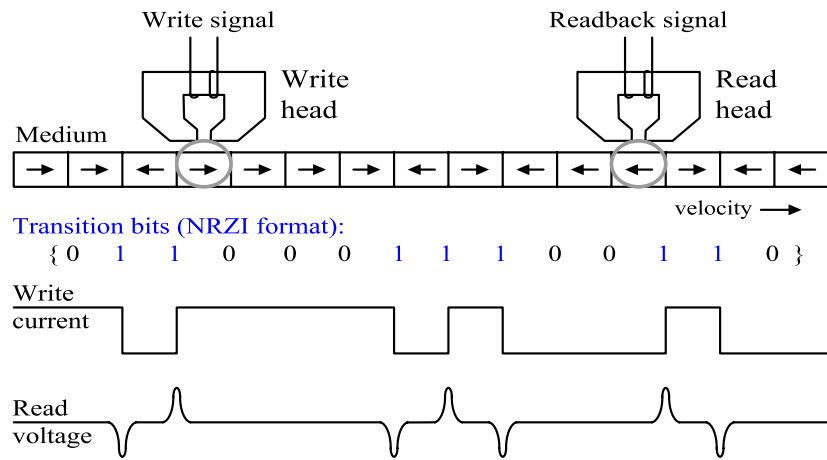 Write signal
Readback signal
Write
head
Read
head
Medium
velocity
Transition bits (NRZI format):
{ 0 1 1 0 0 0 1 1 1 0 0 1 1 0 }
Write
current
Read
voltage